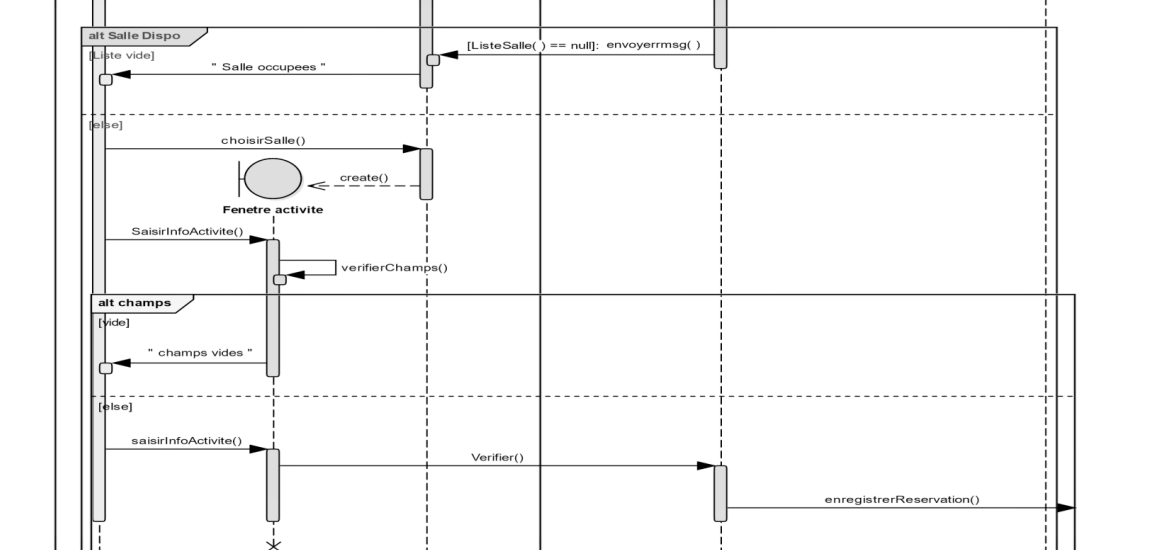 alt Salle Dispo
[ListeSalle( ) == null]: envoyerrmsg( )
[Liste vide]
" Salle occupees "
[else]
choisirSalle()
create()
Fenetre activite
SaisirInfoActivite()
verifierChamps()
alt champs
[vide]
" champs vides "
[else]
saisirInfoActivite()
Verifier()
enregistrerReservation()